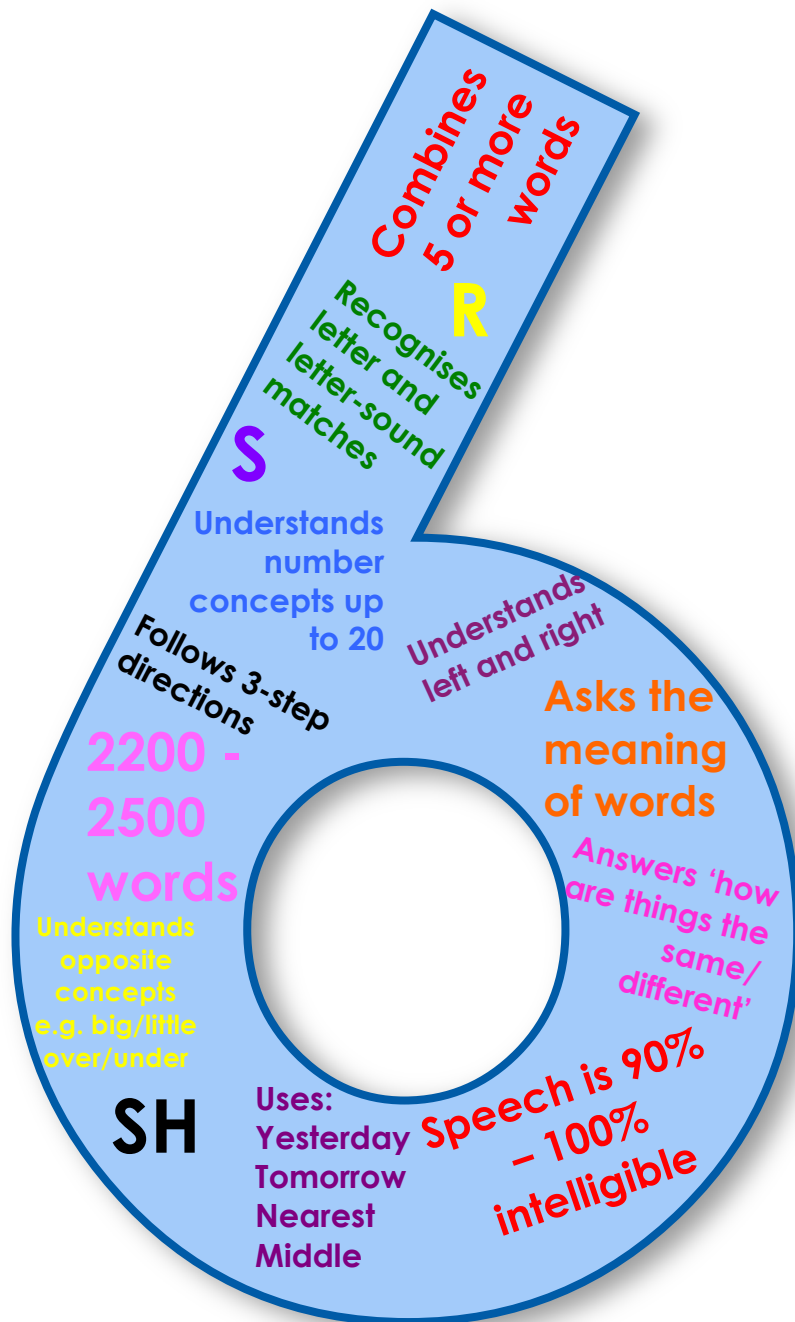 Combines
5 or more
words
R
Recognises
letter and
letter-sound
matches
S
Understands
number
concepts up
to 20
Understands
left and right
Follows 3-step
directions
Asks the
meaning
of words
2200 -
2500
words
Answers ‘how
are things the
same/
different’
Understands
opposite
concepts
e.g. big/little
over/under
Speech is 90%
– 100%
intelligible
SH
Uses:
Yesterday
Tomorrow
Nearest
Middle